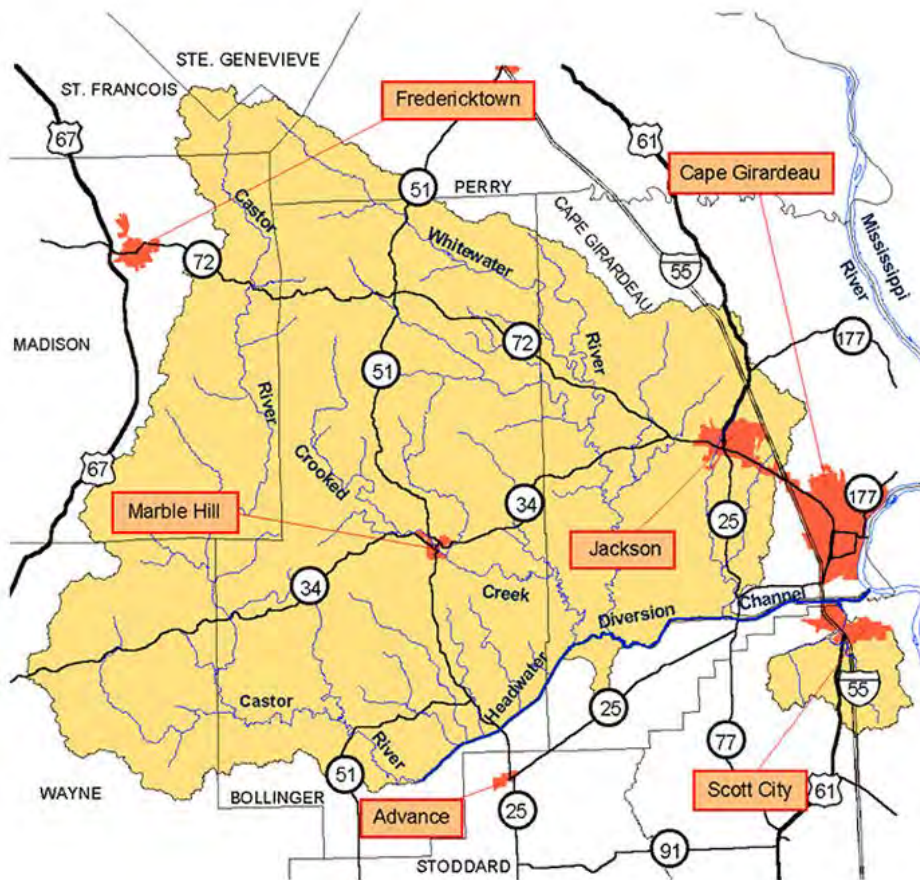 STE. GENEVIEVE
ST. FRANCOIS
Fredericktown
67
61
Cape Girardeau
51
PERRY
Castor
Whitewater
CAPE GIRARDEAU
Mississippi
River
72
55
MADISON
72
River
177
51
River
67
Crooked
177
Marble Hill
34
25
Jackson
34
Creek
Channel
Diversion
Castor
Headwater
55
25
River
77
51
WAYNE
BOLLINGER
Advance
25
Scott City
61
91
STODDARD